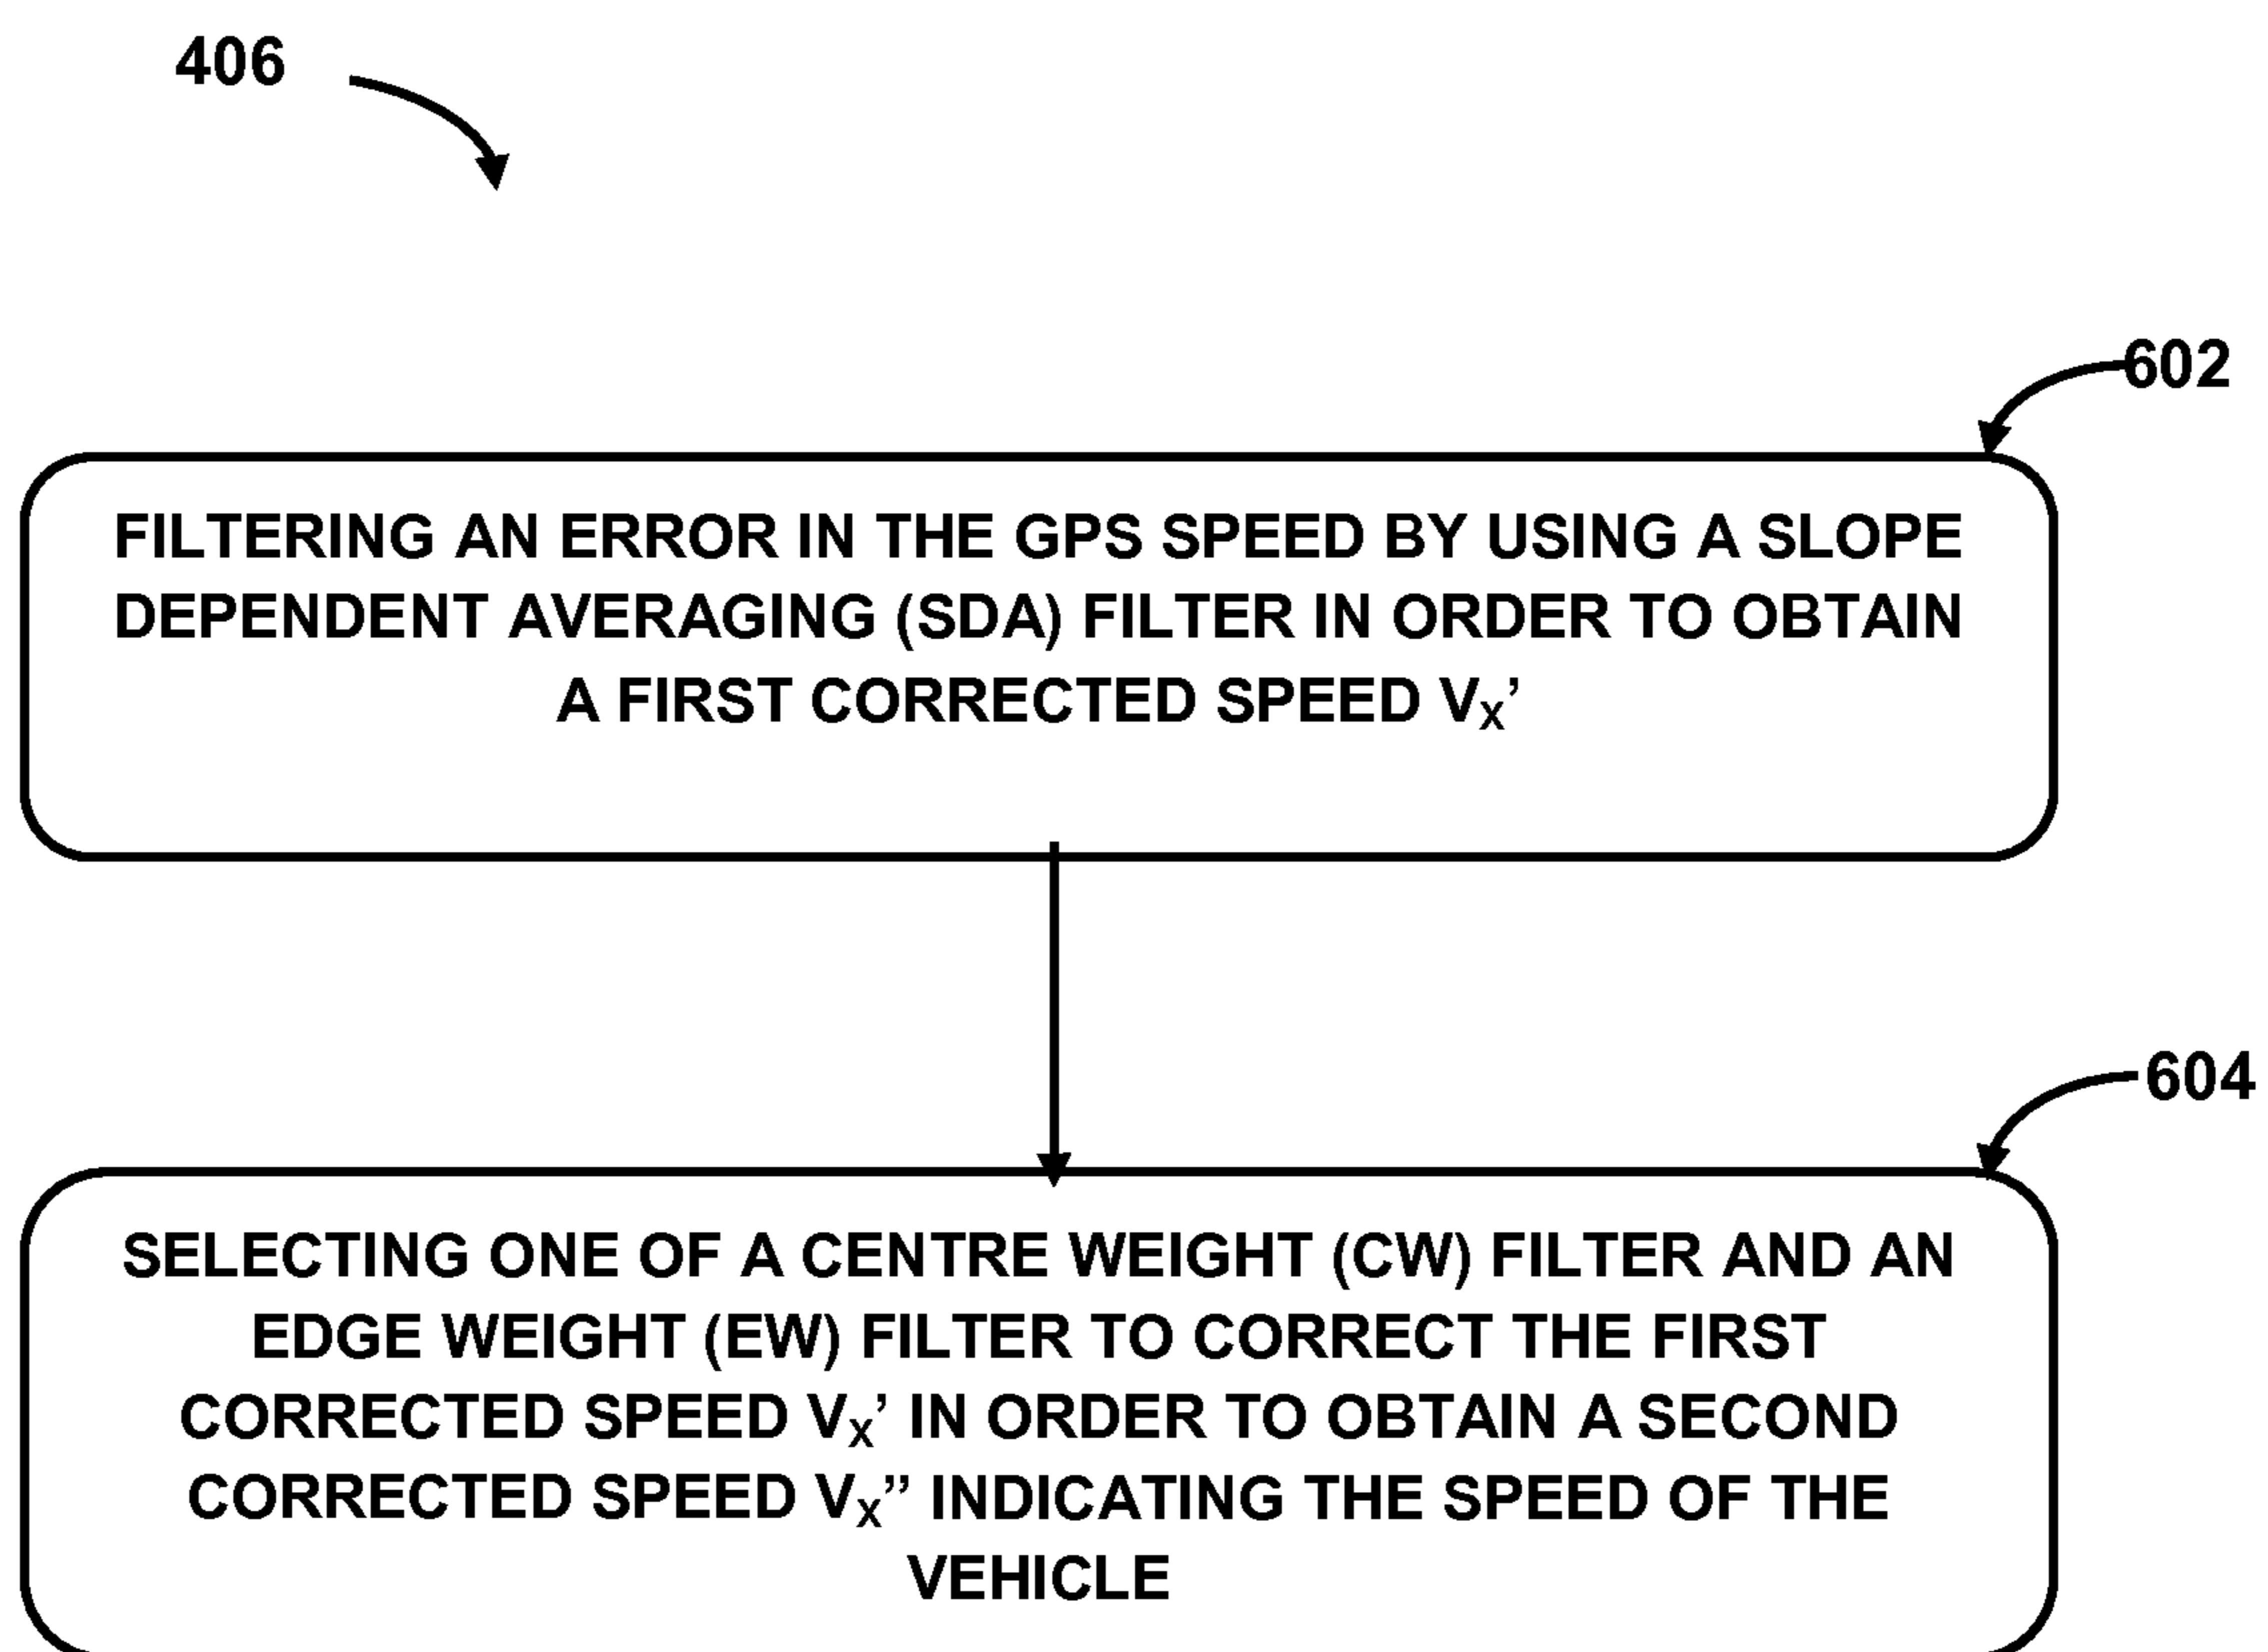 406
602
FILTERING AN ERROR IN THE GPS SPEED BY USING A SLOPE
DEPENDENT AVERAGING (SDA) FILTER IN ORDER TO OBTAIN
A FIRST CORRECTED SPEED VX’
604
SELECTING ONE OF A CENTRE WEIGHT (CW) FILTER AND AN
EDGE WEIGHT (EW) FILTER TO CORRECT THE FIRST
CORRECTED SPEED VX’ IN ORDER TO OBTAIN A SECOND
CORRECTED SPEED VX” INDICATING THE SPEED OF THE
VEHICLE